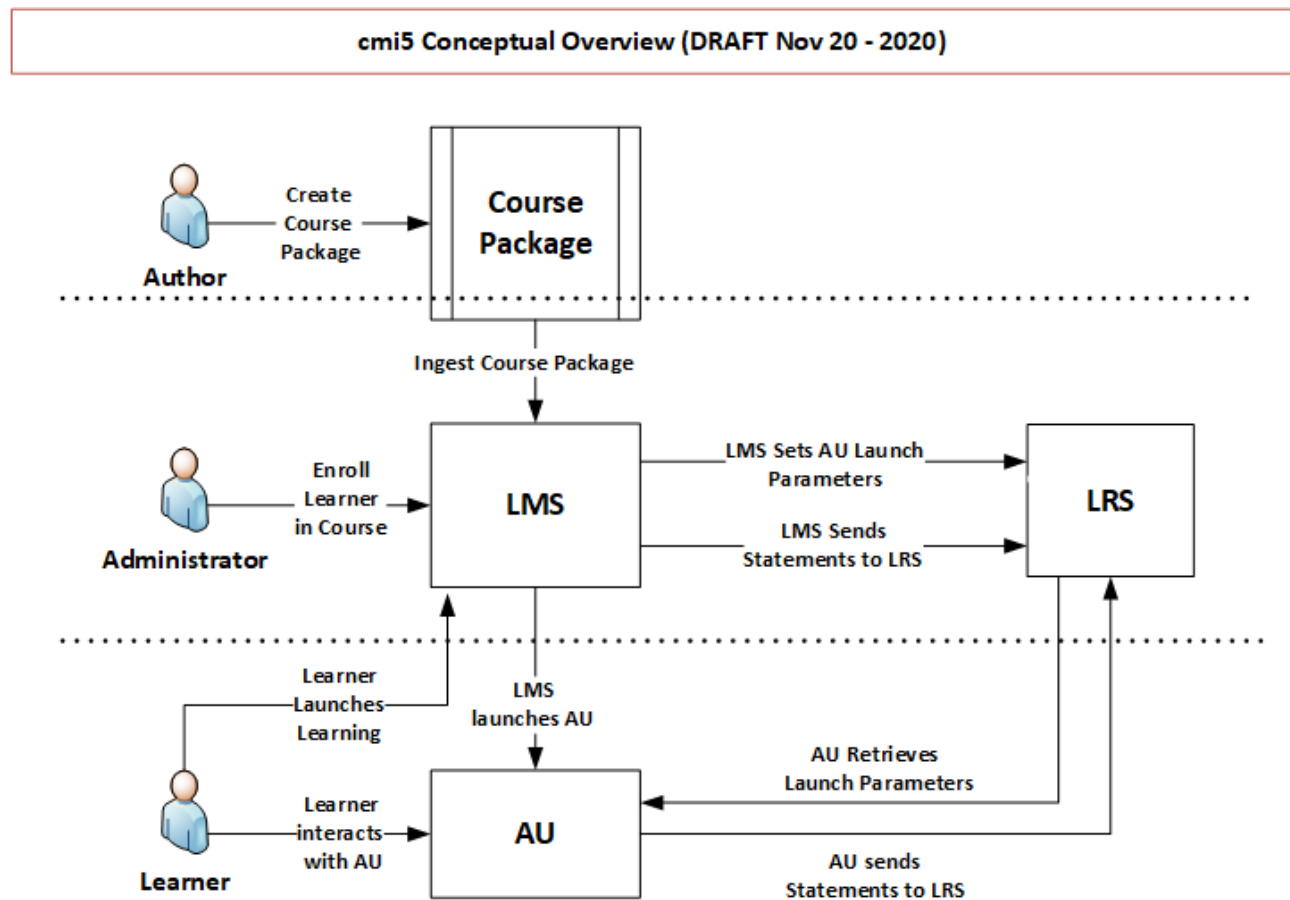 cmi5 Conceptual Overview (DRAFT Nov 20 - 2020)
Create
Course
Package
Author
Course
Package
Ingest Course Package
Enroll
Learner
in Course
Administrator
LMS
LMS Sets AU Launch
Parameters
LMS Sends
Statements to LRS
LRS
Learner
Launches
Learning
LMS
launches AU
AU Retrieves
Launch Parameters
Learner
interacts
with AU
Learner
AU
AU sends
Statements to LRS